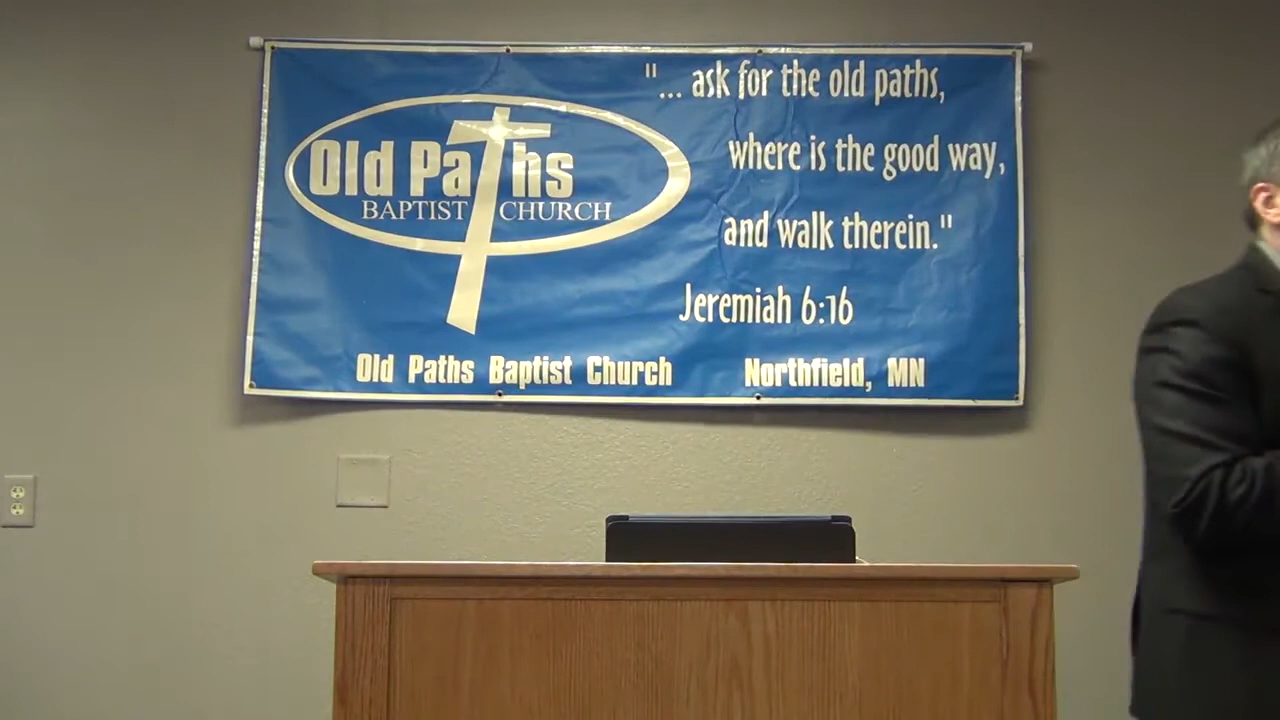 Old Paths
BAPTIST CHURCH
"... ask for the old paths,
where is the good way,
and walk therein."
Jeremiah 6:16
Old Paths Baptist Church Northfield, MN